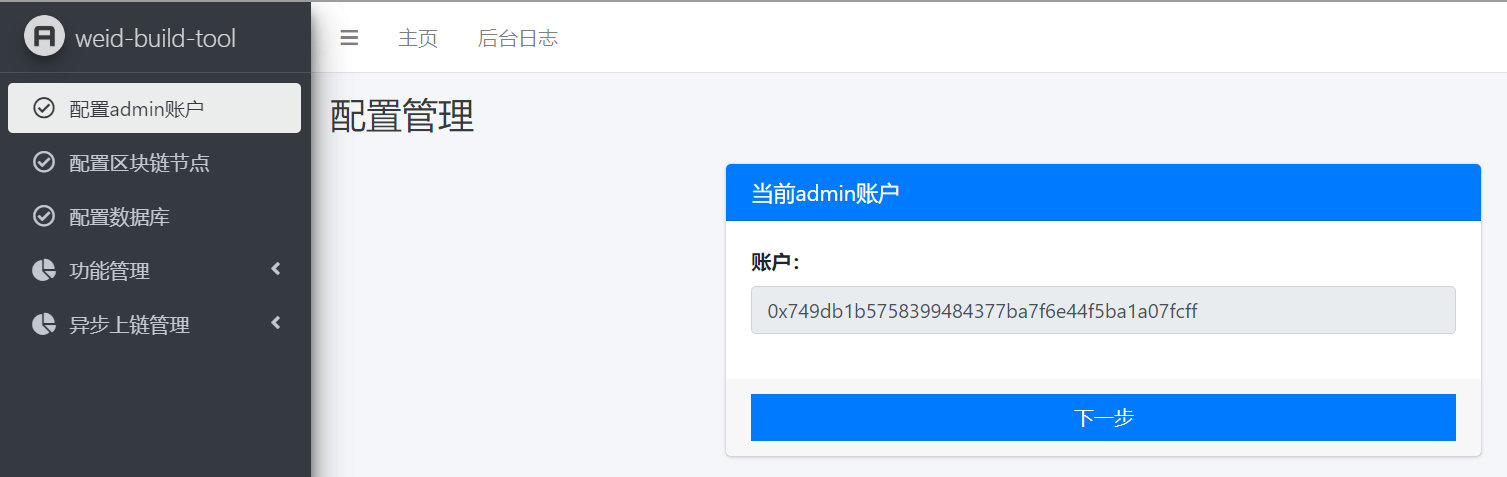 weid-build-tool
主页
后台日志
配置admin账户
配置区块链节点
配置数据库
功能管理
异步上链管理
配置管理
当前admin账户
账户：
0x749db1b5758399484377ba7f6e44f5ba1a07fcff
下一步